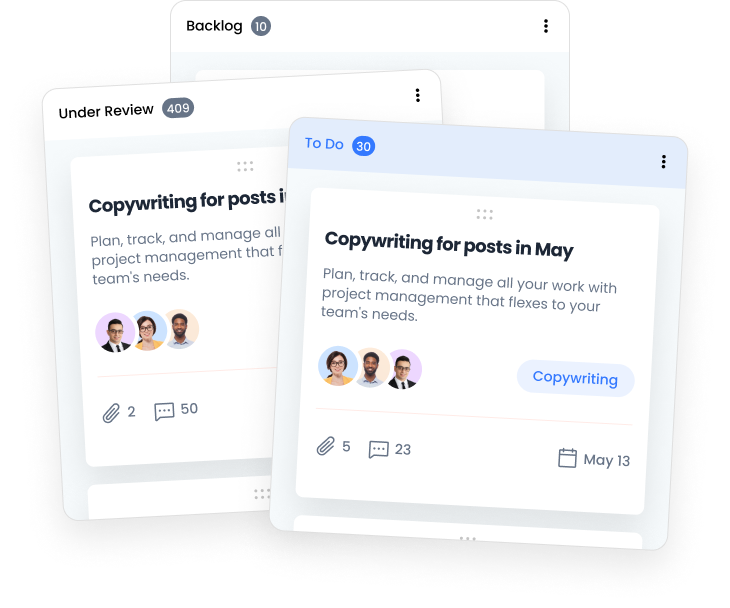 Backlog 10
Under Review 409
Copywriting for posts
Plan, track, and manage all
project management that
team's needs.
2 50
To Do 30
Copywriting for posts in May
Plan, track, and manage all your work with
project management that flexes to your
team's needs.
Copywriting
5 23 May 13